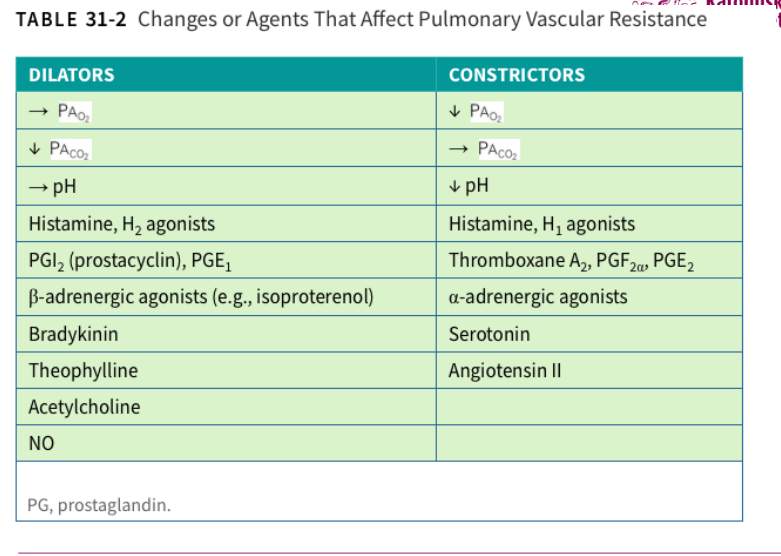 TABLE 31-2 Changes or Agents That Affect Pulmonary Vascular Resistance
DILATORS CONSTRICTORS
→ PAO₂ ↓ PAO₂
↓ PACO₂ → PACO₂
→ pH ↓ pH
Histamine, H₂ agonists Histamine, H₁ agonists
PGI₂ (prostacyclin), PGE₁ Thromboxane A₂, PGF₂α, PGE₂
β-adrenergic agonists (e.g., isoproterenol) α-adrenergic agonists
Bradykinin Serotonin
Theophylline Angiotensin II
Acetylcholine
NO
PG, prostaglandin.